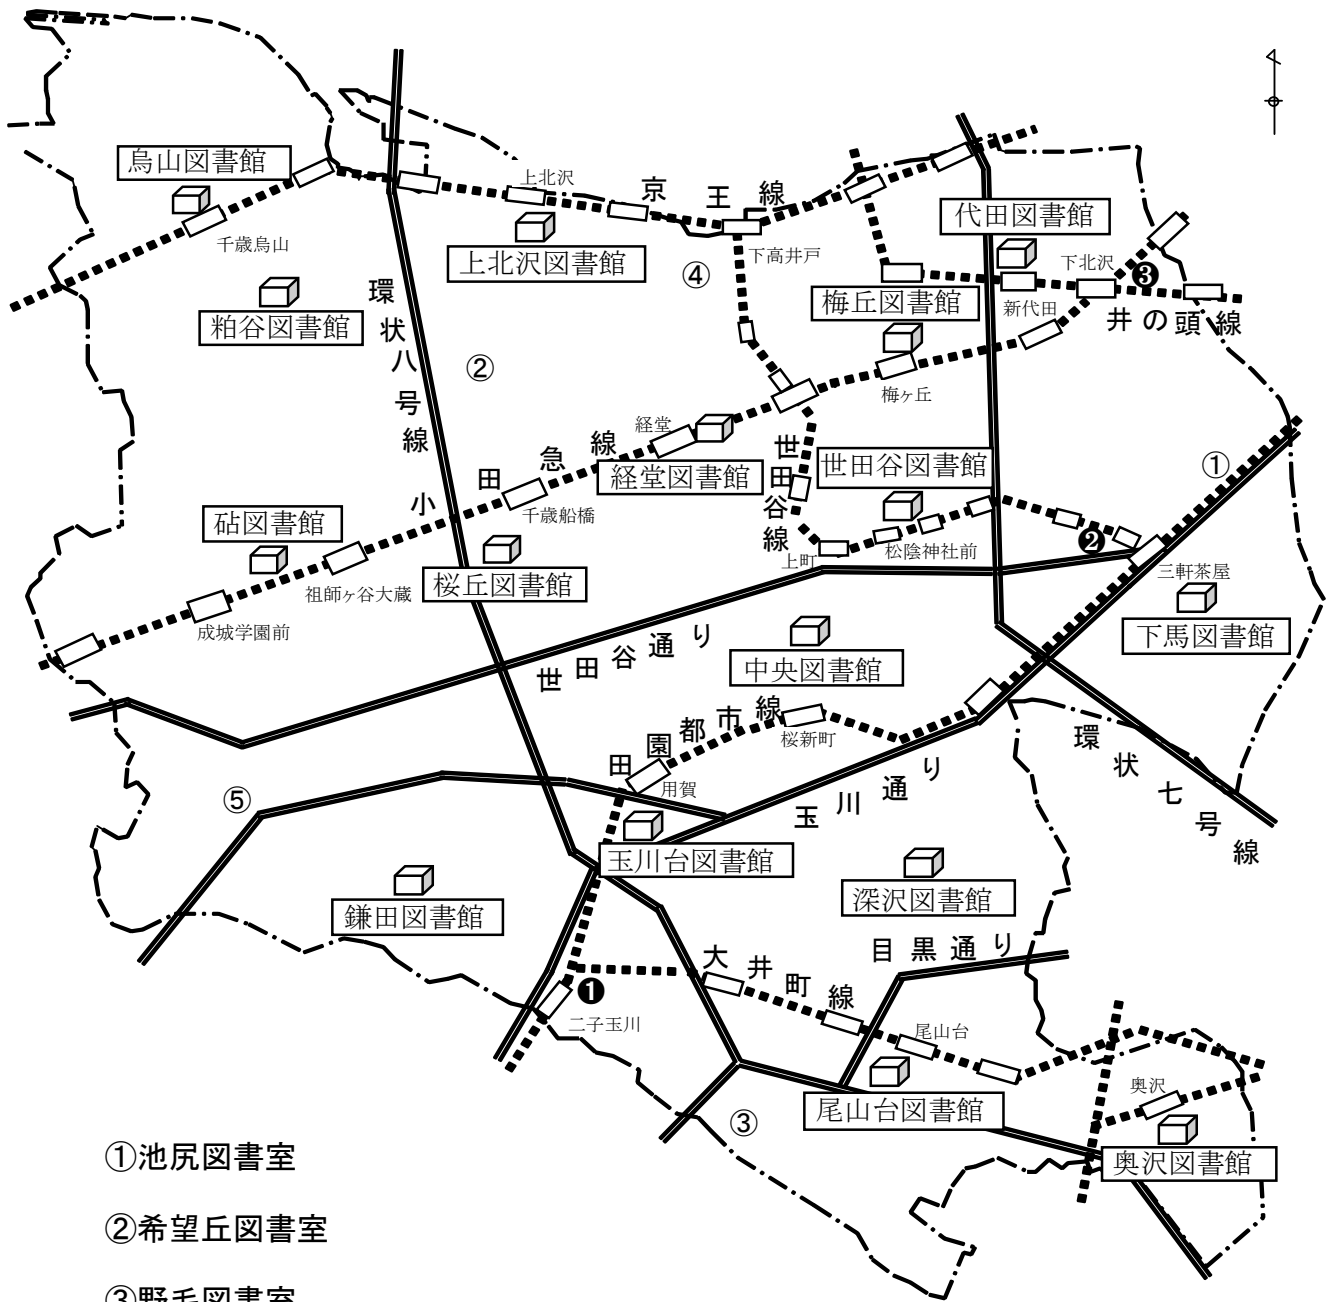 烏山図書館
千歳烏山
上北沢
京王線
上北沢図書館
④
下高井戸
代田図書館
下北沢
❸
梅丘図書館
新代田
井の頭線
粕谷図書館
環状八号線
②
梅ヶ丘
経堂
小田急線
経堂図書館
世田谷線
世田谷図書館
①
砧図書館
千歳船橋
上町
松陰神社前
❷
三軒茶屋
祖師ヶ谷大蔵
桜丘図書館
成城学園前
下馬図書館
世田谷通り
中央図書館
田園都市線
桜新町
環状七号線
用賀
⑤
玉川通り
玉川台図書館
鎌田図書館
深沢図書館
目黒通り
大井町線
❶
二子玉川
尾山台
尾山台図書館
奥沢
③
奥沢図書館
①池尻図書室
②希望丘図書室
③野毛図書室